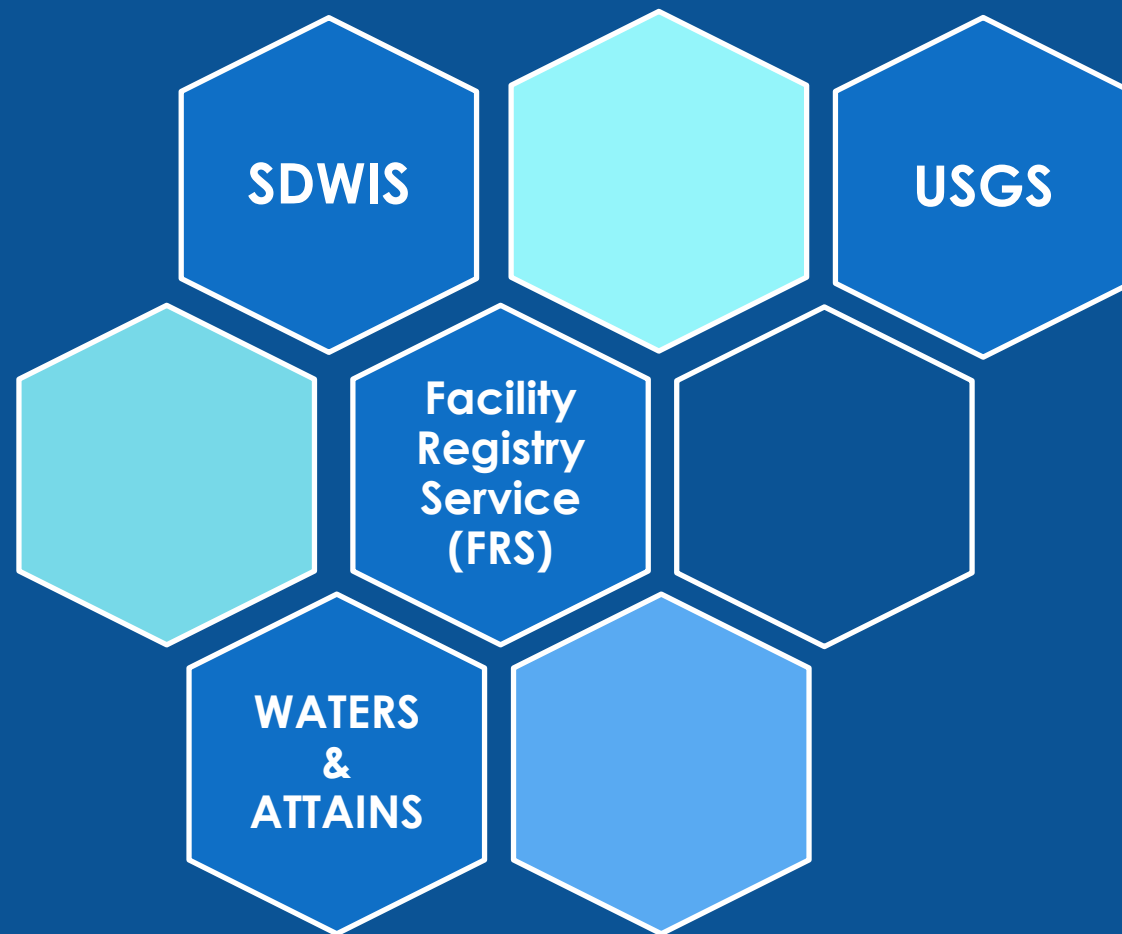 SDWIS
USGS
Facility
Registry
Service
(FRS)
WATERS
&
ATTAINS